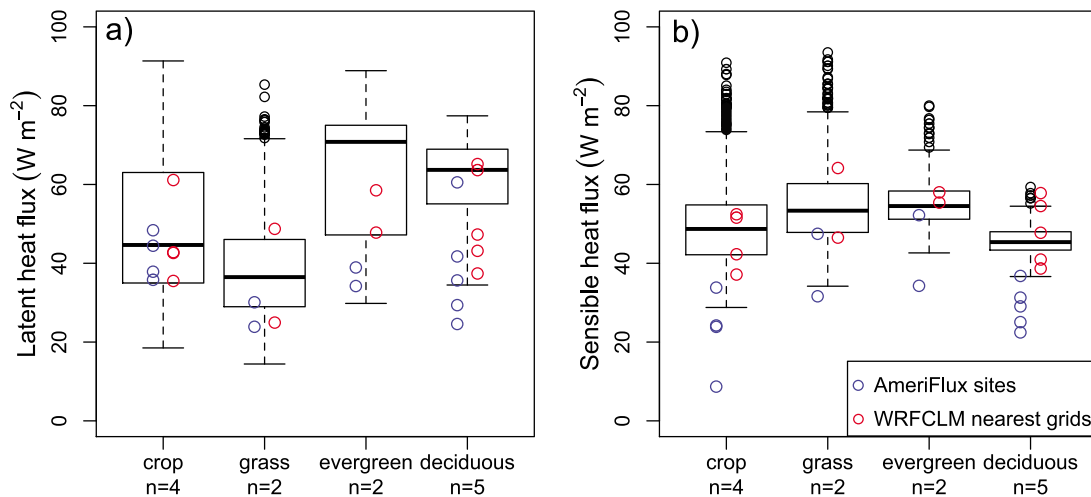 a)
Latent heat flux (W m⁻²)
100
80
60
40
20
0
crop grass evergreen deciduous
n=4 n=2 n=2 n=5
b)
Sensible heat flux (W m⁻²)
100
80
60
40
20
0
AmeriFlux sites
WRFCLM nearest grids
crop grass evergreen deciduous
n=4 n=2 n=2 n=5